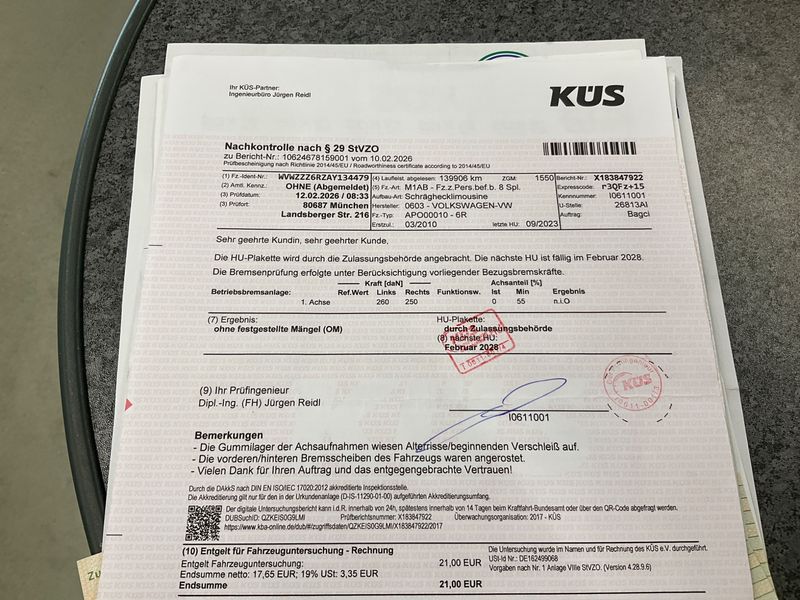 Ihr KÜS-Partner:
Ingenieurbüro Jürgen Reidl
KÜS
Nachkontrolle nach § 29 StVZO
zu Bericht-Nr.: 10624678159001 vom 10.02.2026
Prüfbescheinigung nach Richtlinie 2014/45/EU / Roadworthiness certificate according to 2014/45/EU
(1) Fz.-Ident-Nr.: WVWZZZ6RZAY134479 (4) Laufleist. abgelesen: 139906 km ZGM: 1550 Bericht-Nr.: X183847922
(2) Amtl. Kennz.: OHNE (Abgemeldet) (5) Fz.-Art: M1AB - Fz.z.Pers.bef.b. 8 Spl. Expresscode: r3QFz+15
(3) Prüfdatum: 12.02.2026 / 08:33 Aufbau-Art: Schräghecklimousine Kennnummer: I0611001
(3) Prüfort: 80687 München Hersteller: 0603 - VOLKSWAGEN-VW U-Stelle: 26813AI
Landsberger Str. 216 Fz.-Typ: APO00010 - 6R Auftrag: Bagci
Erstzul.: 03/2010 letzte HU: 09/2023
Sehr geehrte Kundin, sehr geehrter Kunde,
Die HU-Plakette wird durch die Zulassungsbehörde angebracht. Die nächste HU ist fällig im Februar 2028.
Die Bremsenprüfung erfolgte unter Berücksichtigung vorliegender Bezugsbremskräfte.
Kraft [daN] Achsanteil [%]
Betriebsbremsanlage: Ref.Wert Links Rechts Funktionsw. Ist Min Ergebnis
1. Achse 260 250 0 55 n.i.O
(7) Ergebnis: HU-Plakette:
ohne festgestellte Mängel (OM) durch Zulassungsbehörde
(8) nächste HU:
Februar 2028
(9) Ihr Prüfingenieur
Dipl.-Ing. (FH) Jürgen Reidl
I0611001
KÜS
Bemerkungen
- Die Gummilager der Achsaufnahmen wiesen Alterrisse/beginnenden Verschleiß auf.
- Die vorderen/hinteren Bremsscheiben des Fahrzeugs waren angerostet.
- Vielen Dank für Ihren Auftrag und das entgegengebrachte Vertrauen!
Durch die DAkkS nach DIN EN ISO/IEC 17020:2012 akkreditierte Inspektionsstelle.
Die Akkreditierung gilt nur für den in der Urkundenanlage (D-IS-11290-01-00) aufgeführten Akkreditierungsumfang.
Der digitale Untersuchungsbericht kann i.d.R. innerhalb von 24h, spätestens innerhalb von 14 Tagen beim Kraftfahrt-Bundesamt oder über den QR-Code abgefragt werden.
DUBSuchID: QZKEIS0G9LMI Prüfberichtsnummer: X183847922 Überwachungsorganisation: 2017 - KÜS
https://www.kba-online.de/dub/#/zugriffsdaten/QZKEIS0G9LMI/X183847922/2017
(10) Entgelt für Fahrzeuguntersuchung - Rechnung
Entgelt Fahrzeuguntersuchung: 21,00 EUR
Endsumme netto: 17,65 EUR; 19% USt: 3,35 EUR
Endsumme 21,00 EUR
Die Untersuchung wurde im Namen und für Rechnung des KÜS e.V. durchgeführt.
USt-Id Nr.: DE162499068
Vorgaben nach Nr. 1 Anlage VIIIe StVZO. (Version 4.28.9.6)